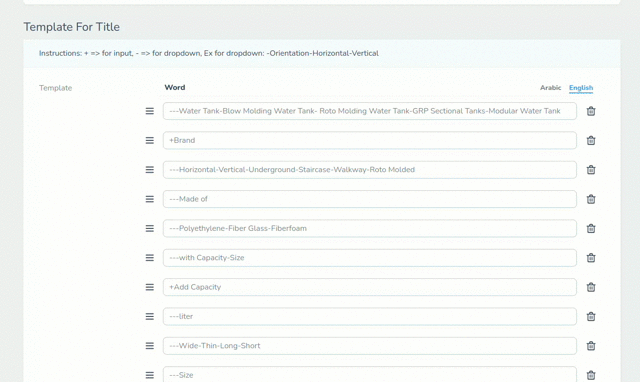 Template For Title
Instructions: + => for input, - => for dropdown, Ex for dropdown: -Orientation-Horizontal-Vertical
Template
Word
Arabic
English
---Water Tank-Blow Molding Water Tank- Roto Molding Water Tank-GRP Sectional Tanks-Modular Water Tank
+Brand
---Horizontal-Vertical-Underground-Staircase-Walkway-Roto Molded
---Made of
---Polyethylene-Fiber Glass-Fiberfoam
---with Capacity-Size
+Add Capacity
---liter
---Wide-Thin-Long-Short
---Size